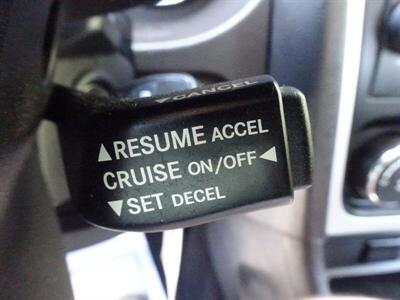 CANCEL
▲RESUME ACCEL
CRUISE ON/OFF◄
▼SET DECEL